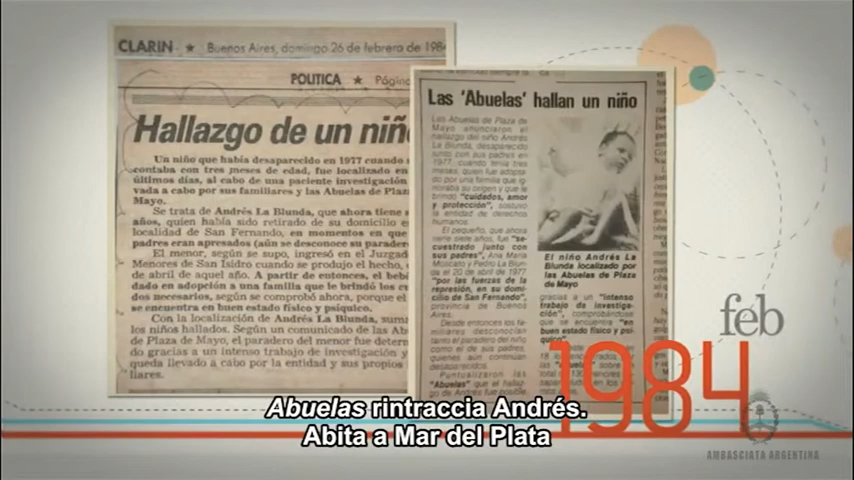 CLARIN ★ Buenos Aires, domingo 26 de febrero de 1984
POLITICA ★ Página
Hallazgo de un niño
Un niño que había desaparecido en 1977 cuando
contaba con tres meses de edad, fue localizado en
últimos días, al cabo de una paciente investigación
vada a cabo por sus familiares y las Abuelas de Plaza
Mayo.
Se trata de Andrés La Blunda, que ahora tiene
años, quien había sido retirado de su domicilio e
localidad de San Fernando, en momentos en que
padres eran apresados (aún se desconoce su parader
El menor, según se supo, ingresó en el Juzgad
Menores de San Isidro cuando se produjo el hecho,
de abril de aquel año. A partir de entonces, el bebé
dado en adopción a una familia que le brindó los cu
dos necesarios, según se comprobó ahora, porque el
se encuentra en buen estado físico y psíquico.
Con la localización de Andrés La Blunda, suma
los niños hallados. Según un comunicado de las Ab
de Plaza de Mayo, el paradero del menor fue determ
do gracias a un intenso trabajo de investigación y
queda llevado a cabo por la entidad y sus propios
liares.
Las 'Abuelas' hallan un niño
Las Abuelas de Plaza de
Mayo anunciaron el
hallazgo del niño Andrés
La Blunda, desaparecido
junto con sus padres en
1977, cuando tenía tres
meses, quien fue adopta-
do por una familia que ig-
noraba su origen y que le
brindó "cuidados, amor
y protección", sostuvo
la entidad de derechos
humanos.
El pequeño, que ahora
tiene siete años, fue "se-
cuestrado junto con
sus padres", Ana María
Moscato y Pedro La Blun-
da el 20 de abril de 1977
"por las fuerzas de la
represión, en su domi-
cilio de San Fernando",
provincia de Buenos
Aires.
Desde entonces los fa-
miliares desconocían
tanto el paradero del niño
como el de sus padres,
quienes aún continúan
desaparecidos.
Puntualizaron las
"Abuelas" que el hallaz-
go de Andrés fue posible
El niño Andrés La
Blunda localizado por
las Abuelas de Plaza
de Mayo
gracias a un "intenso
trabajo de investiga-
ción", comprobándose
que se encuentra "en
buen estado físico y psí-
quico".
feb
1984
Abuelas rintraccia Andrés.
Abita a Mar del Plata
AMBASCIATA ARGENTINA